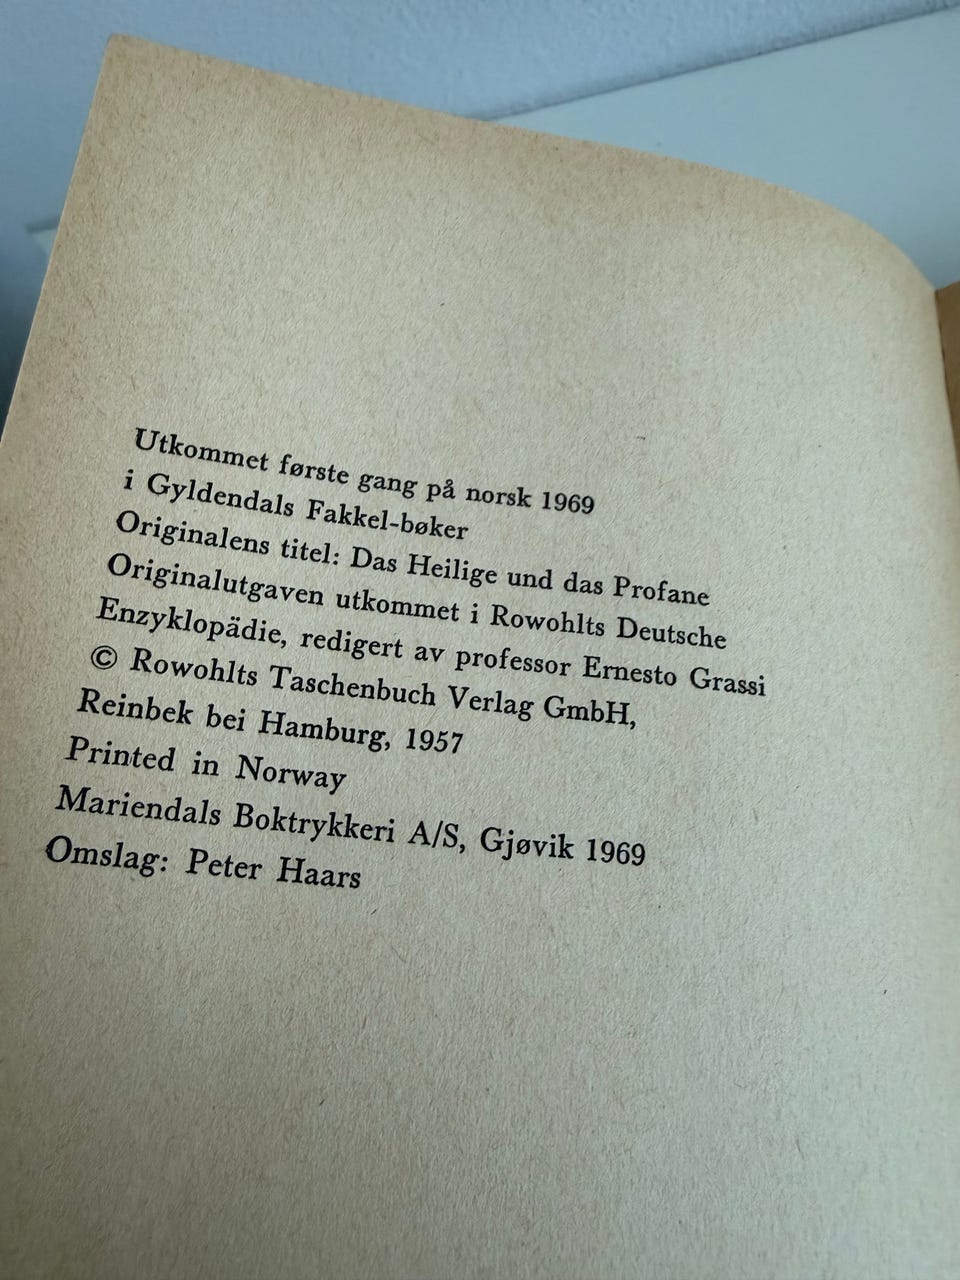 Utkommet første gang på norsk 1969
i Gyldendals Fakkel-bøker
Originalens titel: Das Heilige und das Profane
Originalutgaven utkommet i Rowohlts Deutsche
Enzyklopädie, redigert av professor Ernesto Grassi
© Rowohlts Taschenbuch Verlag GmbH,
Reinbek bei Hamburg, 1957
Printed in Norway
Mariendals Boktrykkeri A/S, Gjøvik 1969
Omslag: Peter Haars